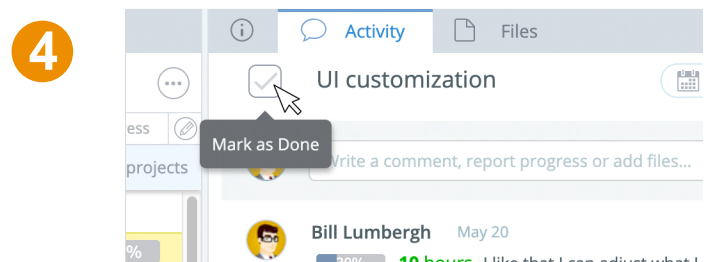 4
Activity
Files
UI customization
ess
Mark as Done
projects
Write a comment, report progress or add files...
Bill Lumbergh May 20
%
20% 10 hours I like that I can adjust what I